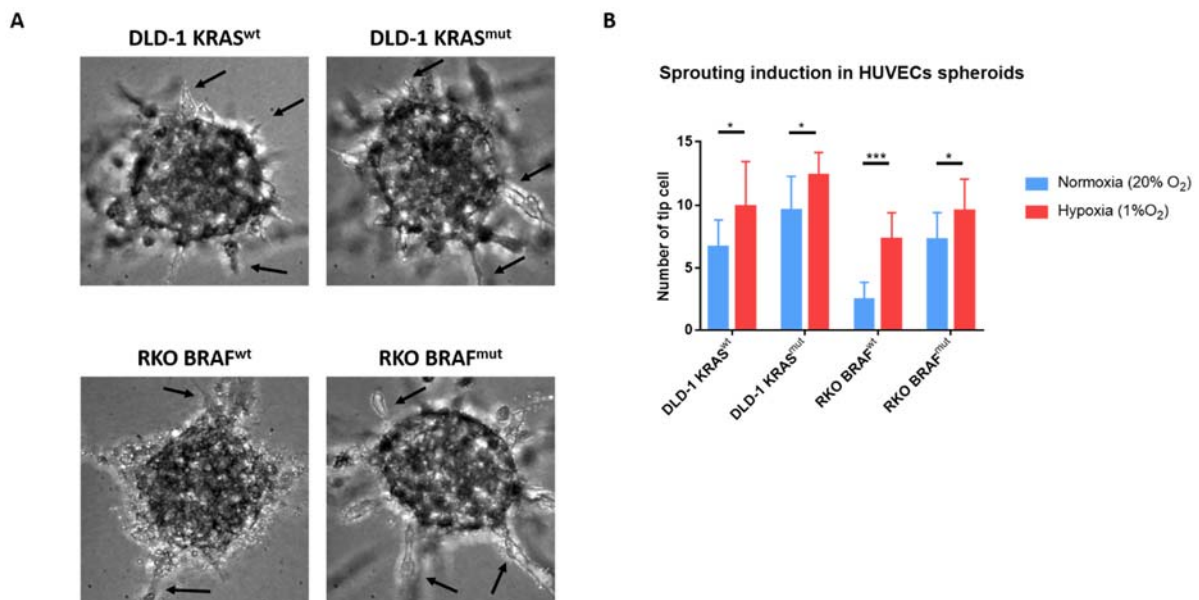 A
DLD-1 KRASwt
DLD-1 KRASmut
RKO BRAFwt
RKO BRAFmut
B
Sprouting induction in HUVECs spheroids
Number of tip cell
15
10
5
0
*
*
***
*
DLD-1 KRASwt
DLD-1 KRASmut
RKO BRAFwt
RKO BRAFmut
Normoxia (20% O2)
Hypoxia (1%O2)